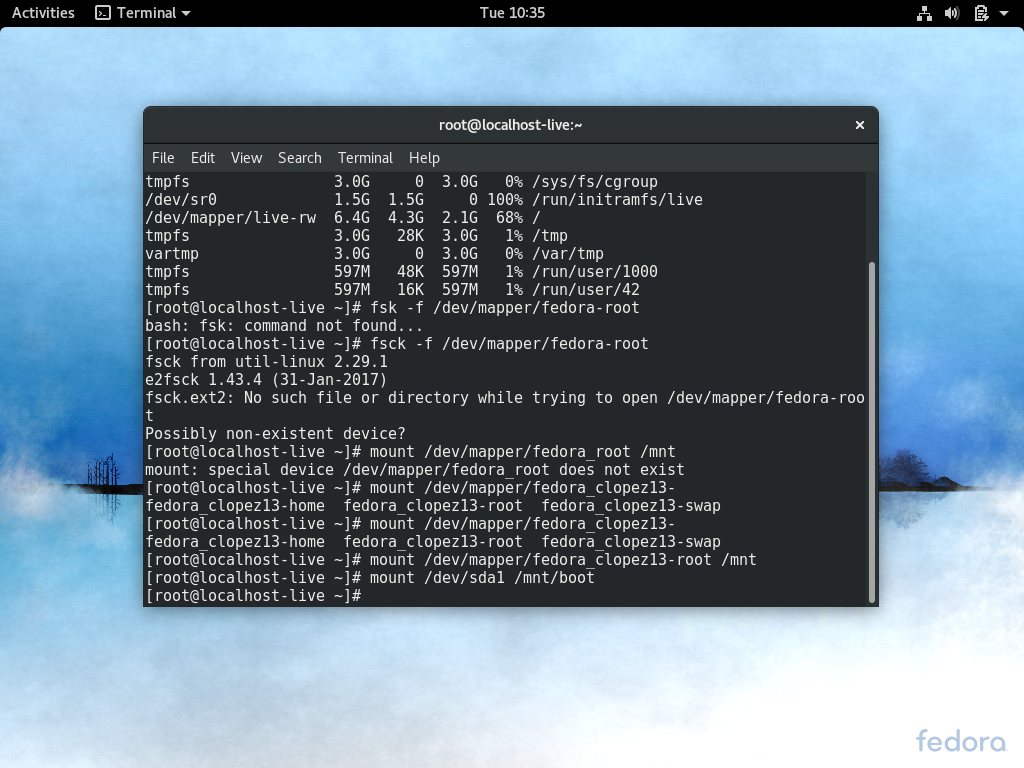 Activities Terminal Tue 10:35
root@localhost-live:~ ×
File Edit View Search Terminal Help
tmpfs 3.0G 0 3.0G 0% /sys/fs/cgroup
/dev/sr0 1.5G 1.5G 0 100% /run/initramfs/live
/dev/mapper/live-rw 6.4G 4.3G 2.1G 68% /
tmpfs 3.0G 28K 3.0G 1% /tmp
vartmp 3.0G 0 3.0G 0% /var/tmp
tmpfs 597M 48K 597M 1% /run/user/1000
tmpfs 597M 16K 597M 1% /run/user/42
[root@localhost-live ~]# fsk -f /dev/mapper/fedora-root
bash: fsk: command not found...
[root@localhost-live ~]# fsck -f /dev/mapper/fedora-root
fsck from util-linux 2.29.1
e2fsck 1.43.4 (31-Jan-2017)
fsck.ext2: No such file or directory while trying to open /dev/mapper/fedora-roo
t
Possibly non-existent device?
[root@localhost-live ~]# mount /dev/mapper/fedora_root /mnt
mount: special device /dev/mapper/fedora_root does not exist
[root@localhost-live ~]# mount /dev/mapper/fedora_clopez13-
fedora_clopez13-home fedora_clopez13-root fedora_clopez13-swap
[root@localhost-live ~]# mount /dev/mapper/fedora_clopez13-
fedora_clopez13-home fedora_clopez13-root fedora_clopez13-swap
[root@localhost-live ~]# mount /dev/mapper/fedora_clopez13-root /mnt
[root@localhost-live ~]# mount /dev/sda1 /mnt/boot
[root@localhost-live ~]#
fedora